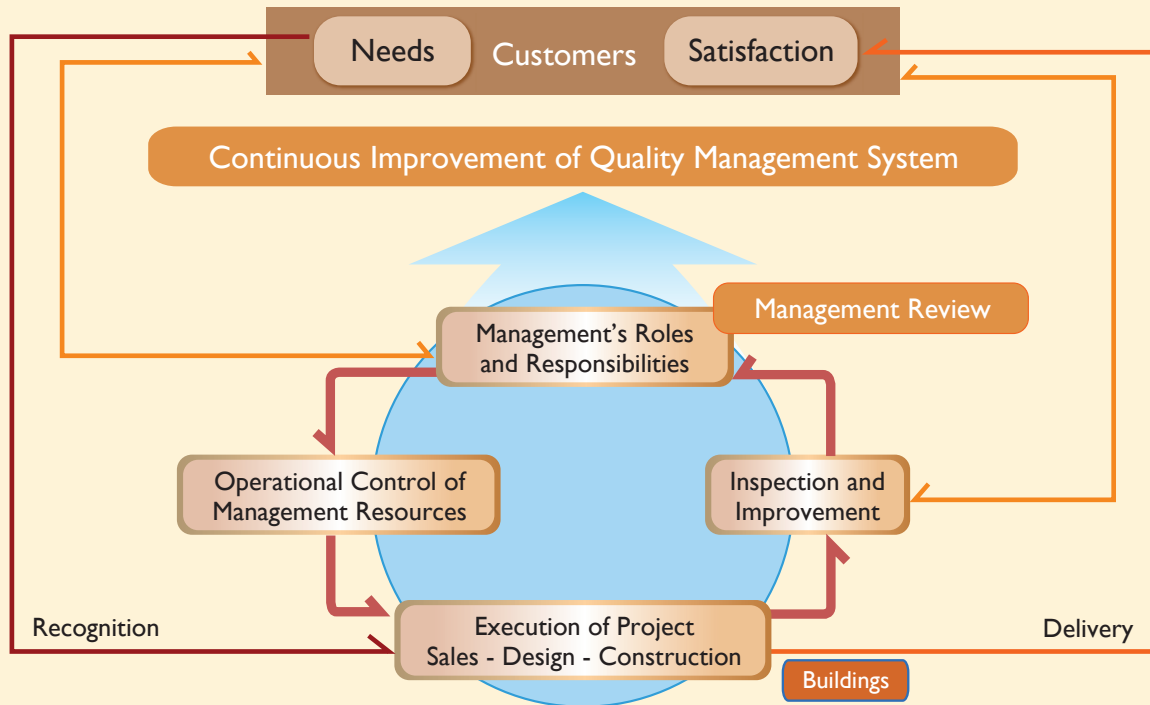 Needs
Customers
Satisfaction
Continuous Improvement of Quality Management System
Management Review
Management’s Roles
and Responsibilities
Operational Control of
Management Resources
Inspection and
Improvement
Recognition
Execution of Project
Sales - Design - Construction
Delivery
Buildings